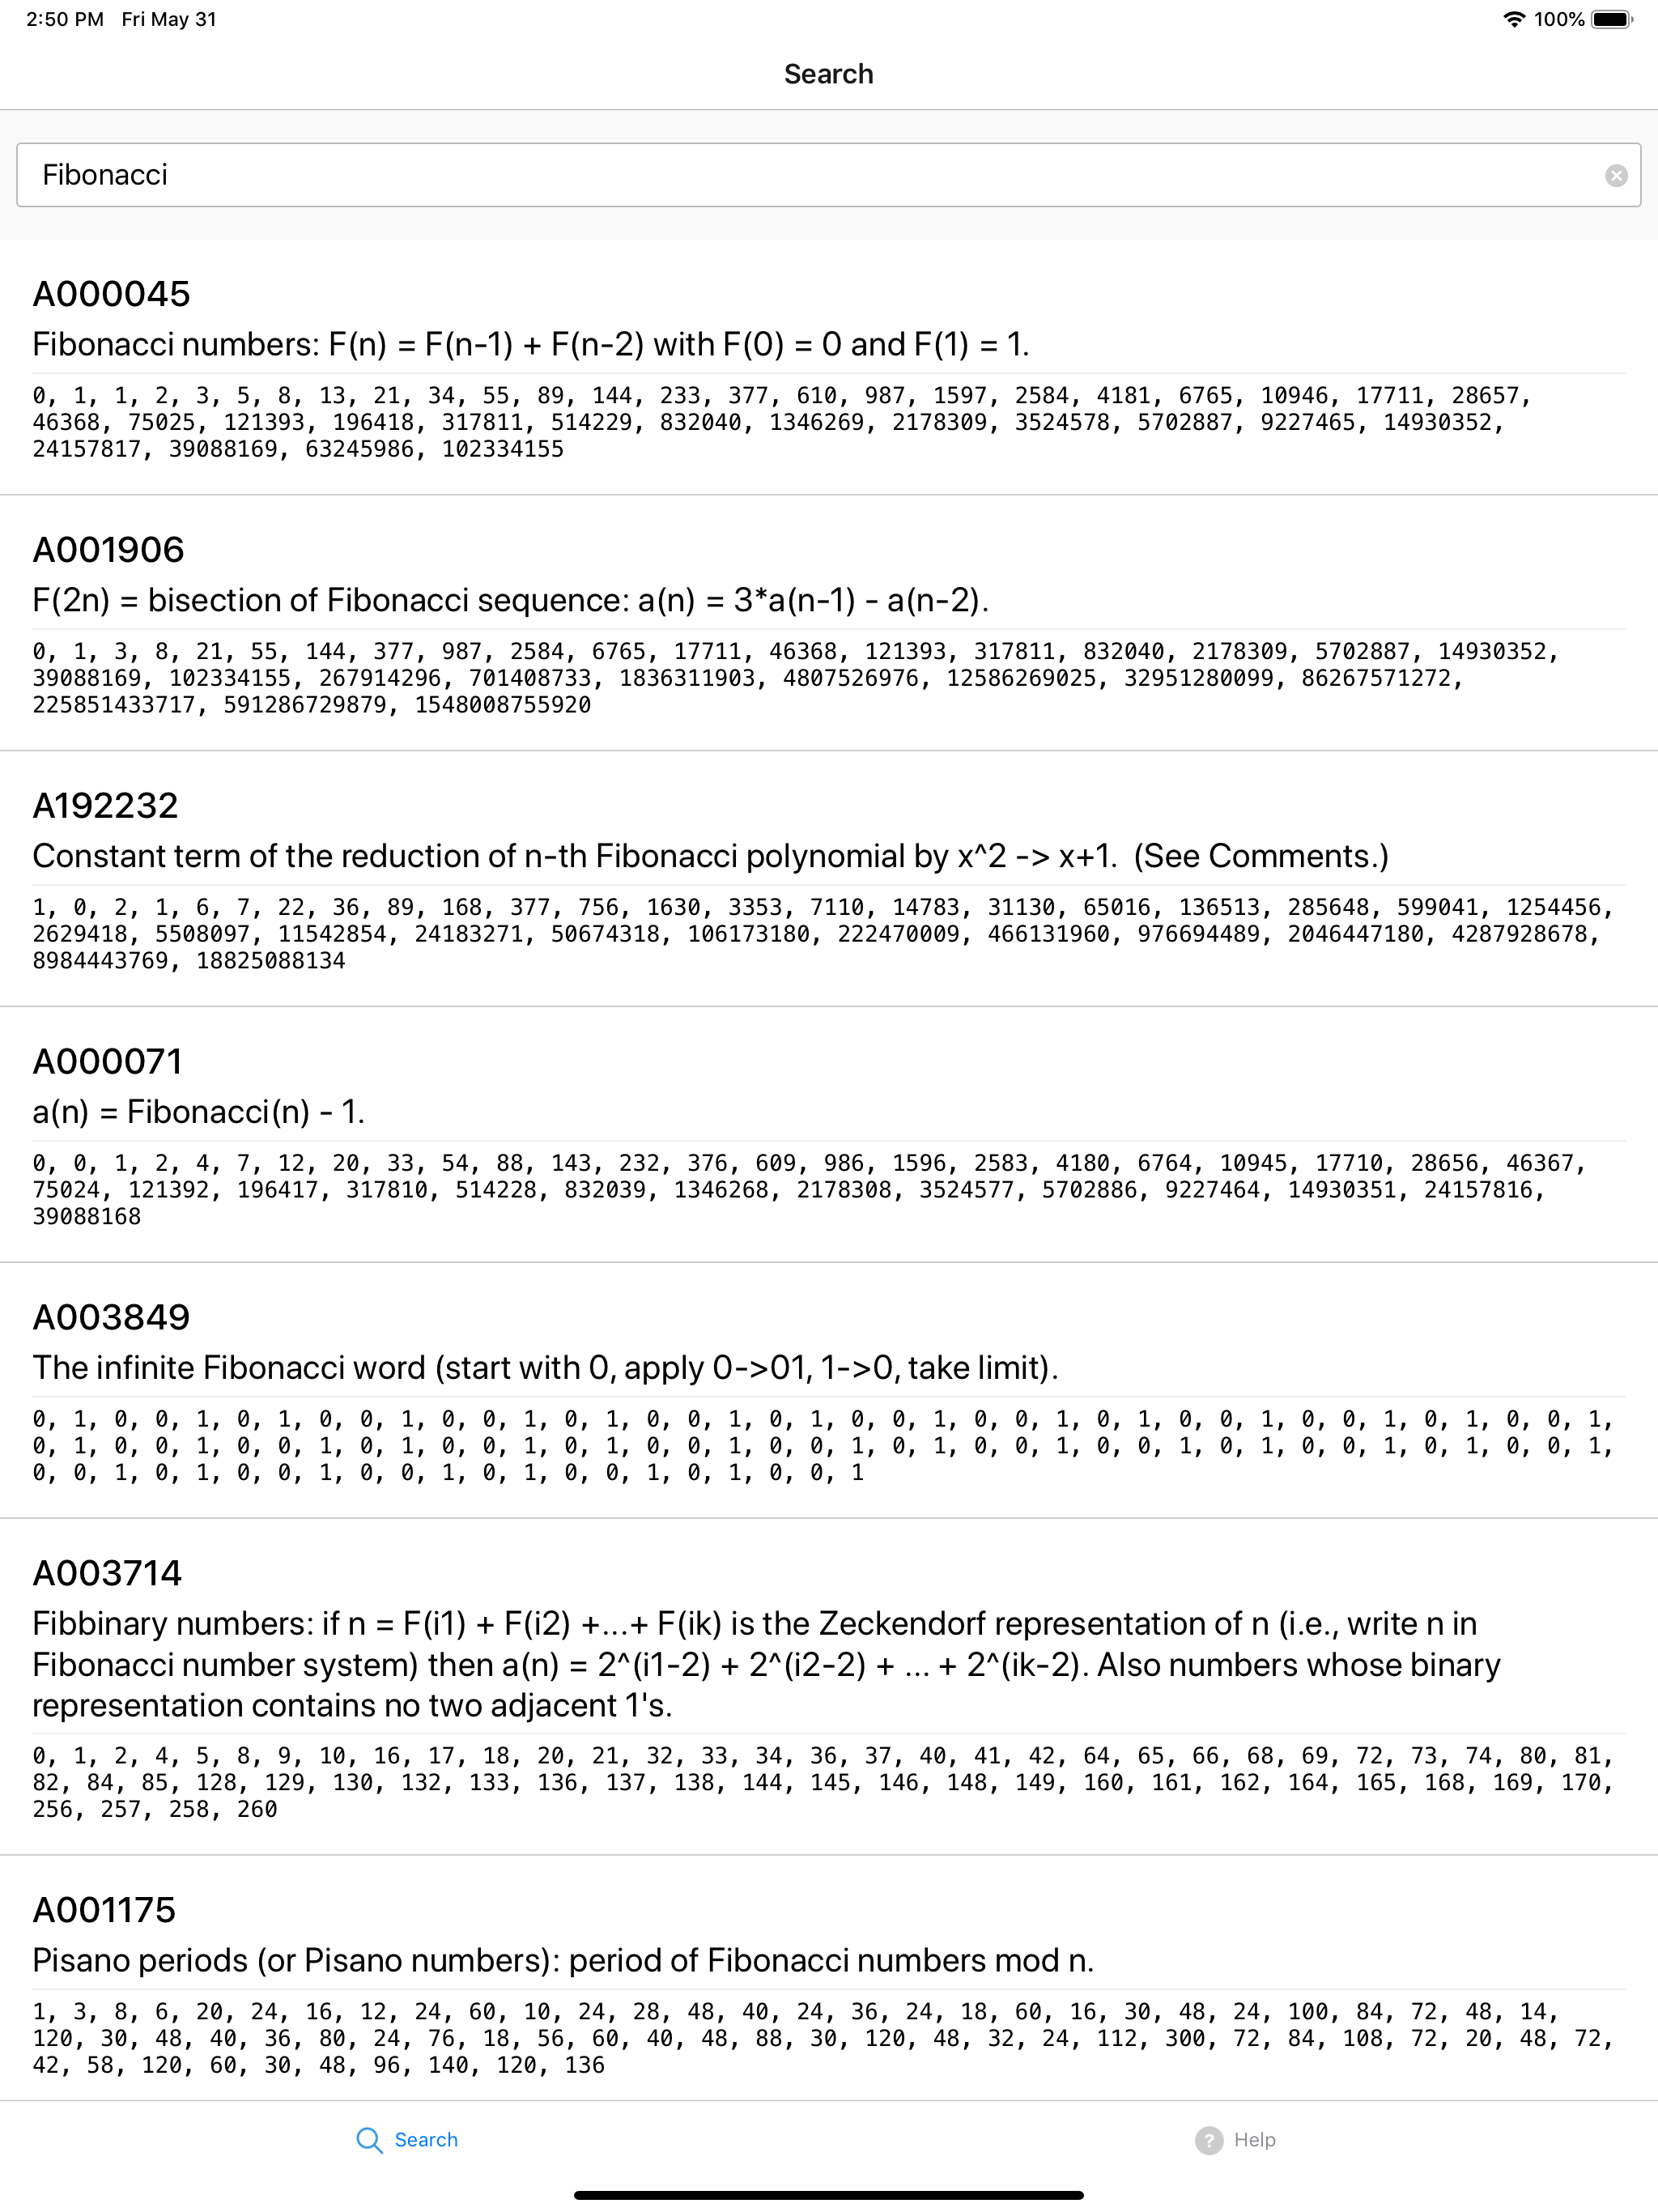 2:50 PM Fri May 31
100%
Search
Fibonacci
A000045
Fibonacci numbers: F(n) = F(n-1) + F(n-2) with F(0) = 0 and F(1) = 1.
0, 1, 1, 2, 3, 5, 8, 13, 21, 34, 55, 89, 144, 233, 377, 610, 987, 1597, 2584, 4181, 6765, 10946, 17711, 28657,
46368, 75025, 121393, 196418, 317811, 514229, 832040, 1346269, 2178309, 3524578, 5702887, 9227465, 14930352,
24157817, 39088169, 63245986, 102334155
A001906
F(2n) = bisection of Fibonacci sequence: a(n) = 3*a(n-1) - a(n-2).
0, 1, 3, 8, 21, 55, 144, 377, 987, 2584, 6765, 17711, 46368, 121393, 317811, 832040, 2178309, 5702887, 14930352,
39088169, 102334155, 267914296, 701408733, 1836311903, 4807526976, 12586269025, 32951280099, 86267571272,
225851433717, 591286729879, 1548008755920
A192232
Constant term of the reduction of n-th Fibonacci polynomial by x^2 -> x+1. (See Comments.)
1, 0, 2, 1, 6, 7, 22, 36, 89, 168, 377, 756, 1630, 3353, 7110, 14783, 31130, 65016, 136513, 285648, 599041, 1254456,
2629418, 5508097, 11542854, 24183271, 50674318, 106173180, 222470009, 466131960, 976694489, 2046447180, 4287928678,
8984443769, 18825088134
A000071
a(n) = Fibonacci(n) - 1.
0, 0, 1, 2, 4, 7, 12, 20, 33, 54, 88, 143, 232, 376, 609, 986, 1596, 2583, 4180, 6764, 10945, 17710, 28656, 46367,
75024, 121392, 196417, 317810, 514228, 832039, 1346268, 2178308, 3524577, 5702886, 9227464, 14930351, 24157816,
39088168
A003849
The infinite Fibonacci word (start with 0, apply 0->01, 1->0, take limit).
0, 1, 0, 0, 1, 0, 1, 0, 0, 1, 0, 0, 1, 0, 1, 0, 0, 1, 0, 1, 0, 0, 1, 0, 0, 1, 0, 1, 0, 0, 1, 0, 0, 1, 0, 1, 0, 0, 1,
0, 1, 0, 0, 1, 0, 0, 1, 0, 1, 0, 0, 1, 0, 1, 0, 0, 1, 0, 0, 1, 0, 1, 0, 0, 1, 0, 0, 1, 0, 1, 0, 0, 1, 0, 1, 0, 0, 1,
0, 0, 1, 0, 1, 0, 0, 1, 0, 0, 1, 0, 1, 0, 0, 1, 0, 1, 0, 0, 1
A003714
Fibbinary numbers: if n = F(i1) + F(i2) +...+ F(ik) is the Zeckendorf representation of n (i.e., write n in
Fibonacci number system) then a(n) = 2^(i1-2) + 2^(i2-2) + ... + 2^(ik-2). Also numbers whose binary
representation contains no two adjacent 1's.
0, 1, 2, 4, 5, 8, 9, 10, 16, 17, 18, 20, 21, 32, 33, 34, 36, 37, 40, 41, 42, 64, 65, 66, 68, 69, 72, 73, 74, 80, 81,
82, 84, 85, 128, 129, 130, 132, 133, 136, 137, 138, 144, 145, 146, 148, 149, 160, 161, 162, 164, 165, 168, 169, 170,
256, 257, 258, 260
A001175
Pisano periods (or Pisano numbers): period of Fibonacci numbers mod n.
1, 3, 8, 6, 20, 24, 16, 12, 24, 60, 10, 24, 28, 48, 40, 24, 36, 24, 18, 60, 16, 30, 48, 24, 100, 84, 72, 48, 14,
120, 30, 48, 40, 36, 80, 24, 76, 18, 56, 60, 40, 48, 88, 30, 120, 48, 32, 24, 112, 300, 72, 84, 108, 72, 20, 48, 72,
42, 58, 120, 60, 30, 48, 96, 140, 120, 136
Search
? Help